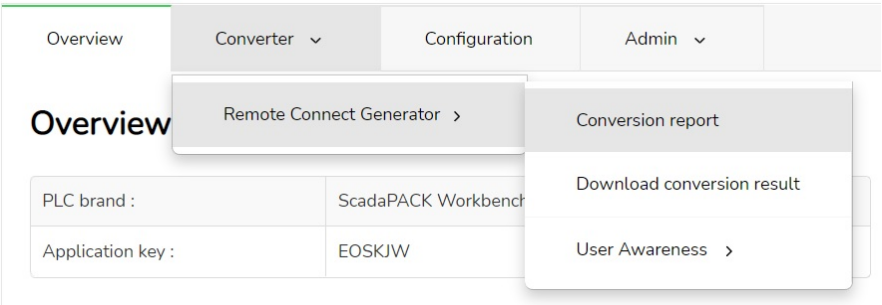 Overview Converter Configuration Admin
Remote Connect Generator
Conversion report
Download conversion result
User Awareness
Overview
PLC brand : ScadaPACK Workbench
Application key : EOSKJW